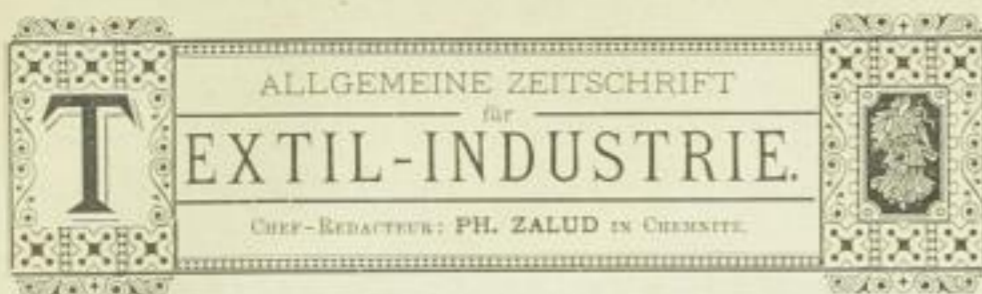 ALLGEMEINE ZEITSCHRIFT
für
TEXTIL-INDUSTRIE.
CHEF-REDACTEUR: PH. ZALUD IN CHEMNITZ.